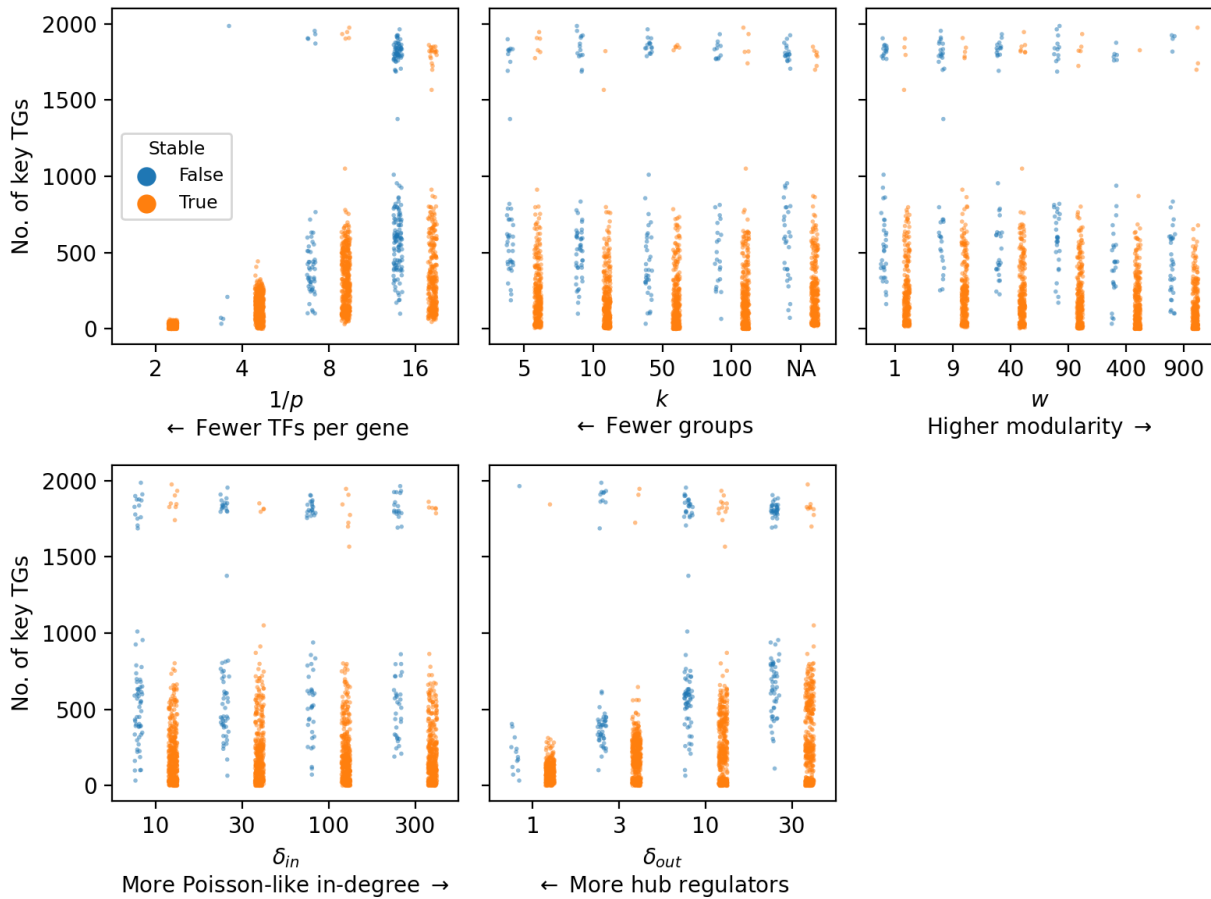 2000
1500
1000
500
0
No. of key TGs
Stable
False
True
2 4 8 16
1/p
← Fewer TFs per gene
5 10 50 100 NA
k
← Fewer groups
1 9 40 90 400 900
w
Higher modularity →
2000
1500
1000
500
0
No. of key TGs
10 30 100 300
δin
More Poisson-like in-degree →
1 3 10 30
δout
← More hub regulators